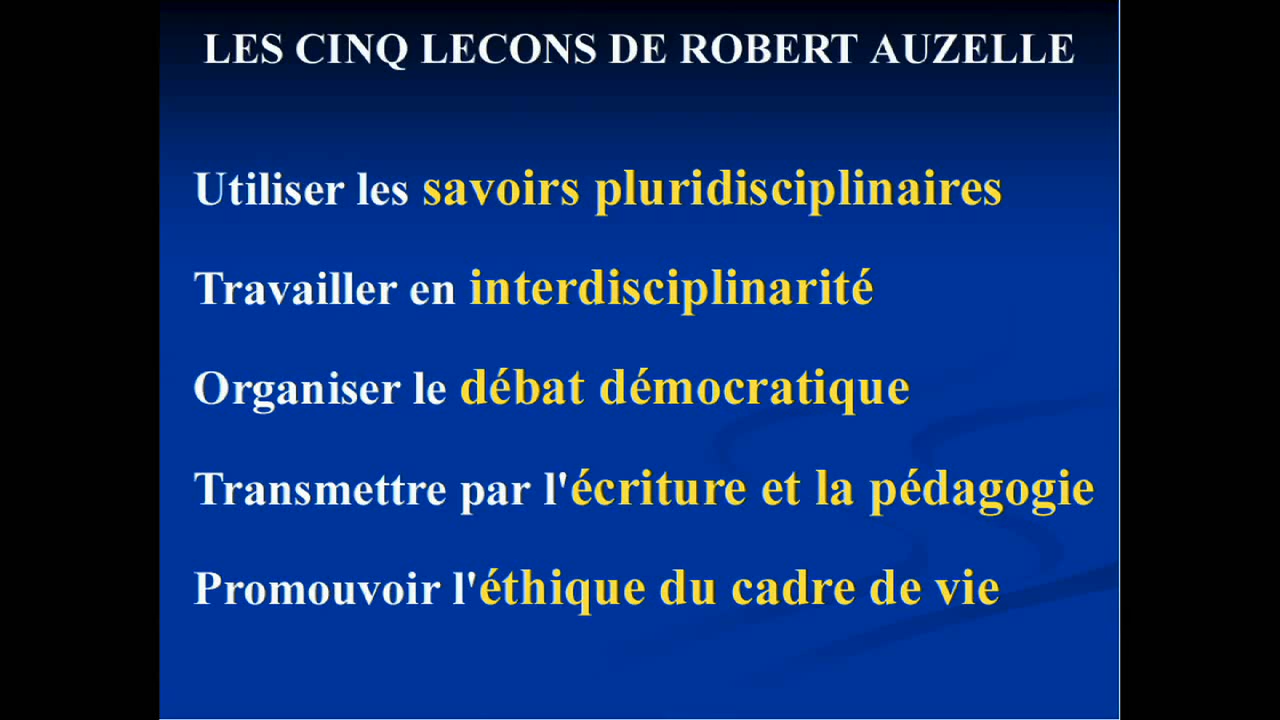 LES CINQ LECONS DE ROBERT AUZELLE
Utiliser les savoirs pluridisciplinaires
Travailler en interdisciplinarité
Organiser le débat démocratique
Transmettre par l'écriture et la pédagogie
Promouvoir l'éthique du cadre de vie